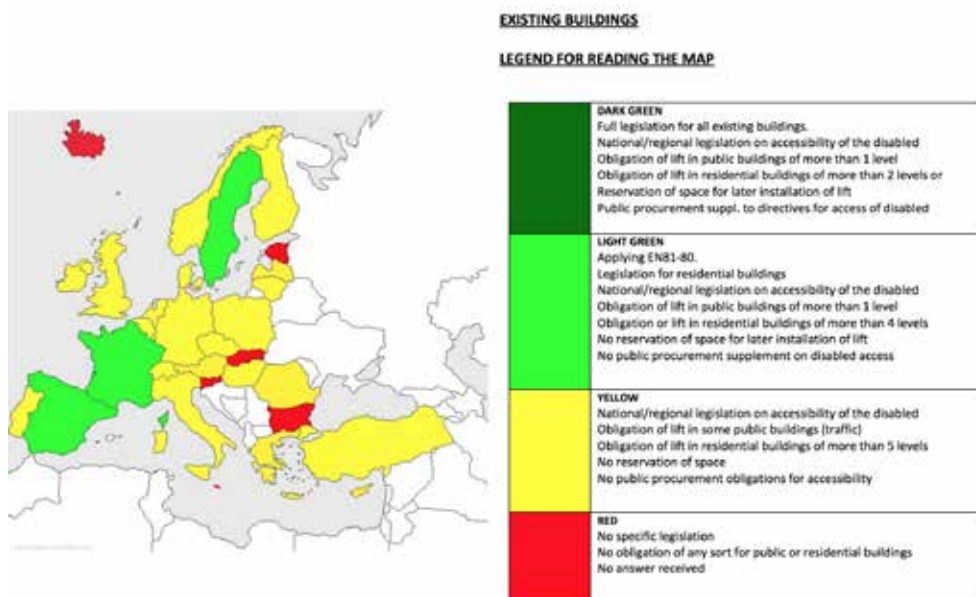 EXISTING BUILDINGS
LEGEND FOR READING THE MAP
DARK GREEN
Full legislation for all existing buildings.
National/regional legislation on accessibility of the disabled
Obligation of lift in public buildings of more than 1 level
Obligation of lift in residential buildings of more than 2 levels or
Reservation of space for later installation of lift
Public procurement suppl. to directives for access of disabled
LIGHT GREEN
Applying EN81-80.
Legislation for residential buildings
National/regional legislation on accessibility of the disabled
Obligation of lift in public buildings of more than 1 level
Obligation or lift in residential buildings of more than 4 levels
No reservation of space for later installation of lift
No public procurement supplement on disabled access
YELLOW
National/regional legislation on accessibility of the disabled
Obligation of lift in some public buildings (traffic)
Obligation of lift in residential buildings of more than 5 levels
No reservation of space
No public procurement obligations for accessibility
RED
No specific legislation
No obligation of any sort for public or residential buildings
No answer received